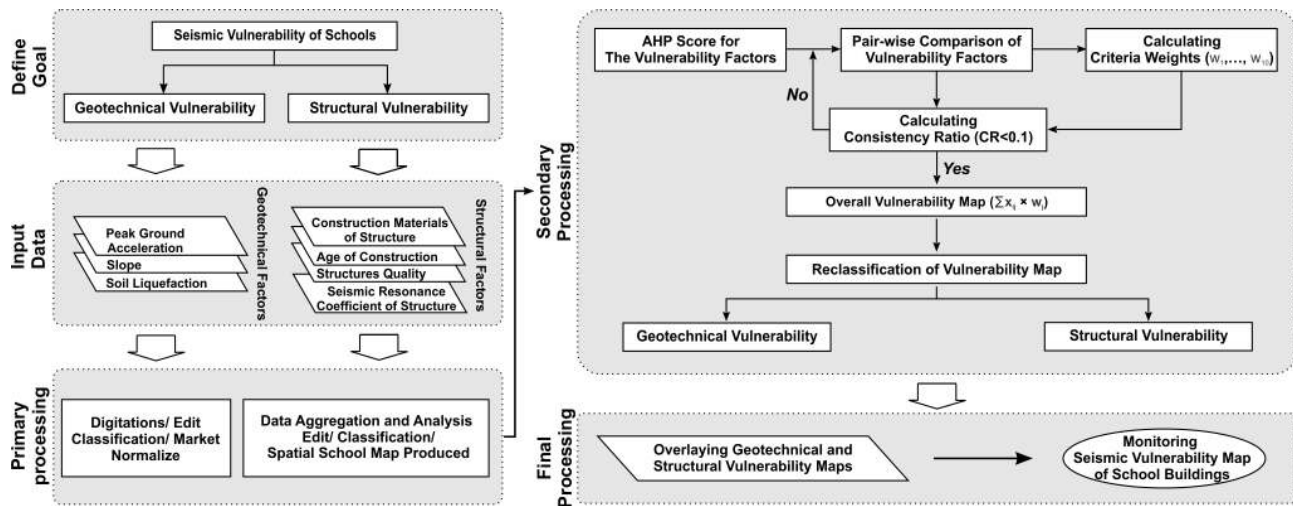 Define
Goal
Seismic Vulnerability of Schools
Geotechnical Vulnerability
Structural Vulnerability
Input
Data
Peak Ground
Acceleration
Slope
Soil Liquefaction
Geotechnical Factors
Construction Materials
of Structure
Age of Construction
Structures Quality
Seismic Resonance
Coefficient of Structure
Structural Factors
Primary
processing
Digitations/ Edit
Classification/ Market
Normalize
Data Aggregation and Analysis
Edit/ Classification/
Spatial School Map Produced
Secondary
Processing
AHP Score for
The Vulnerability Factors
Pair-wise Comparison of
Vulnerability Factors
Calculating
Criteria Weights (W₁,..., W₁₀)
No
Calculating
Consistency Ratio (CR<0.1)
Yes
Overall Vulnerability Map (∑xᵢⱼ × wⱼ)
Reclassification of Vulnerability Map
Geotechnical Vulnerability
Structural Vulnerability
Final
Processing
Overlaying Geotechnical and
Structural Vulnerability Maps
Monitoring
Seismic Vulnerability Map
of School Buildings